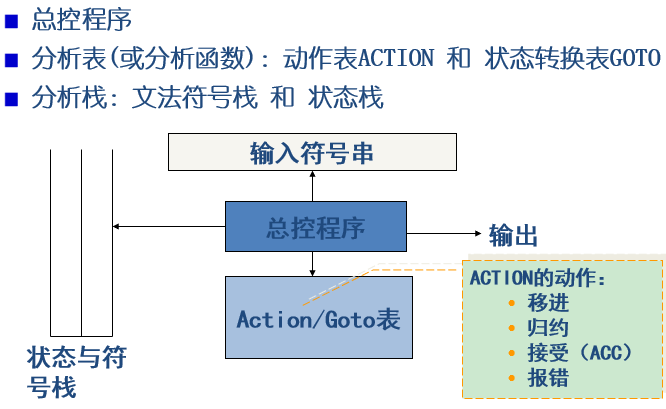 总控程序
分析表(或分析函数): 动作表ACTION 和 状态转换表GOTO
分析栈: 文法符号栈 和 状态栈
输入符号串
总控程序
输出
Action/Goto表
状态与符
号栈
ACTION的动作:
• 移进
• 归约
• 接受（ACC）
• 报错